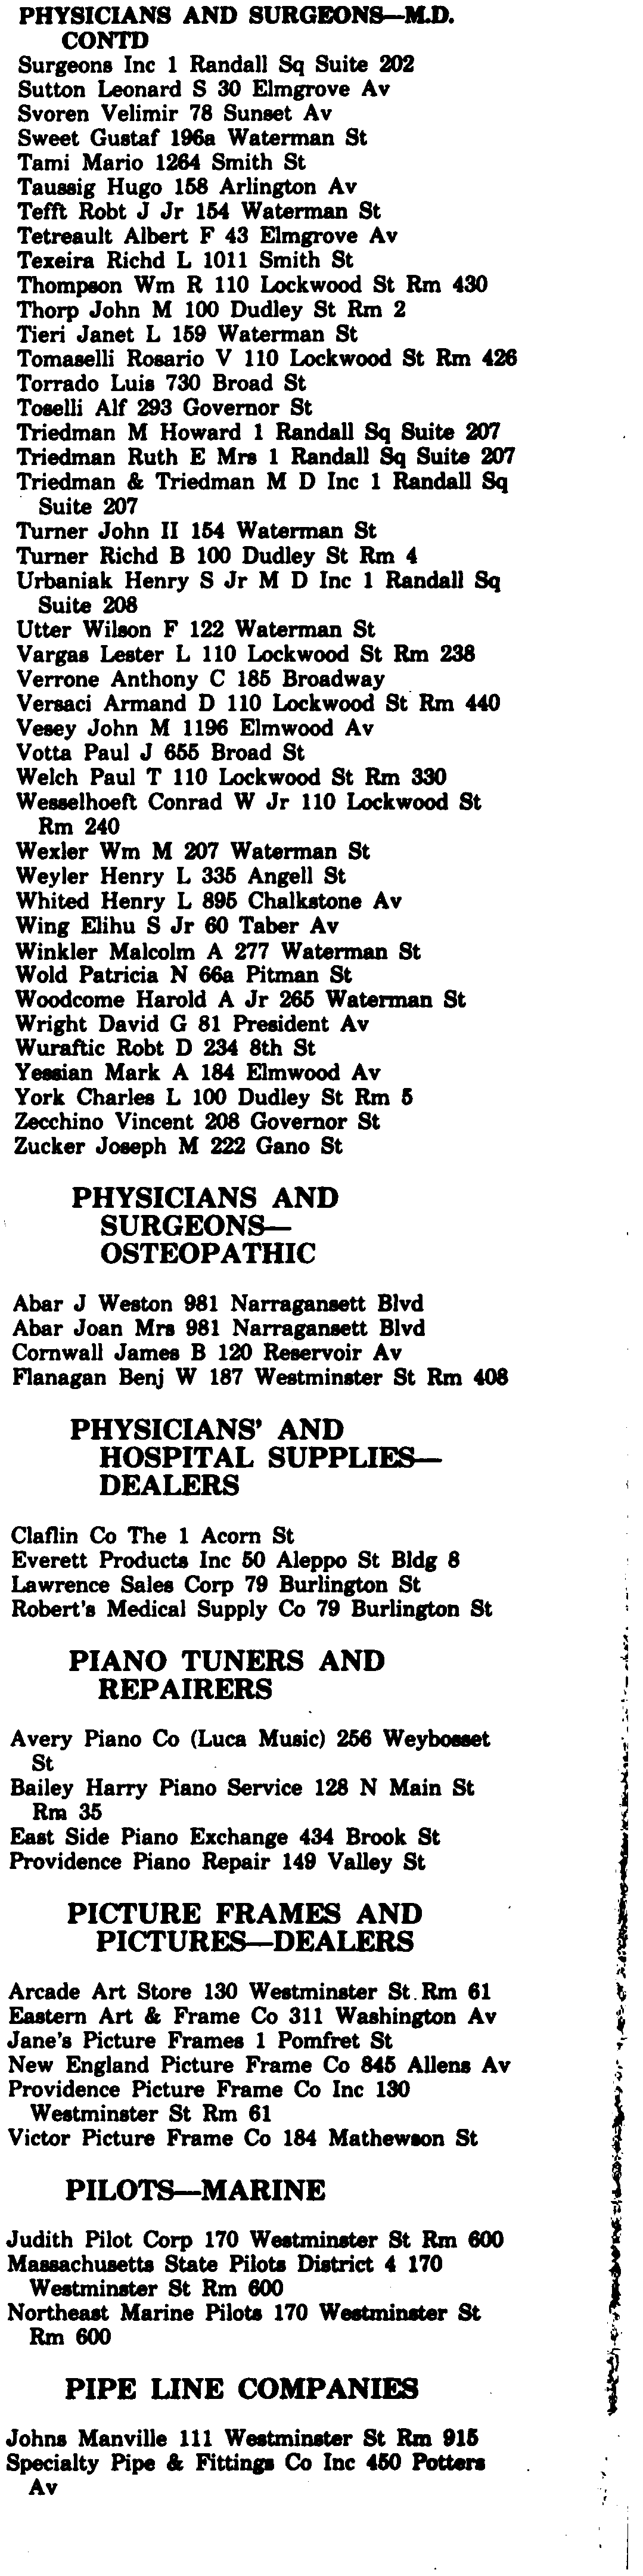 PHYSICIANS AND SURGEONS—M.D.
CONTD
Surgeons Inc 1 Randall Sq Suite 202
Sutton Leonard S 30 Elmgrove Av
Svoren Velimir 78 Sunset Av
Sweet Gustaf 196a Waterman St
Tami Mario 1264 Smith St
Taussig Hugo 158 Arlington Av
Tefft Robt J Jr 154 Waterman St
Tetreault Albert F 43 Elmgrove Av
Texeira Richd L 1011 Smith St
Thompson Wm R 110 Lockwood St Rm 430
Thorp John M 100 Dudley St Rm 2
Tieri Janet L 159 Waterman St
Tomaselli Rosario V 110 Lockwood St Rm 426
Torrado Luis 730 Broad St
Toselli Alf 293 Governor St
Triedman M Howard 1 Randall Sq Suite 207
Triedman Ruth E Mrs 1 Randall Sq Suite 207
Triedman & Triedman M D Inc 1 Randall Sq
Suite 207
Turner John II 154 Waterman St
Turner Richd B 100 Dudley St Rm 4
Urbaniak Henry S Jr M D Inc 1 Randall Sq
Suite 208
Utter Wilson F 122 Waterman St
Vargas Lester L 110 Lockwood St Rm 238
Verrone Anthony C 185 Broadway
Versaci Armand D 110 Lockwood St Rm 440
Vesey John M 1196 Elmwood Av
Votta Paul J 655 Broad St
Welch Paul T 110 Lockwood St Rm 330
Wesselhoeft Conrad W Jr 110 Lockwood St
Rm 240
Wexler Wm M 207 Waterman St
Weyler Henry L 335 Angell St
Whited Henry L 895 Chalkstone Av
Wing Elihu S Jr 60 Taber Av
Winkler Malcolm A 277 Waterman St
Wold Patricia N 66a Pitman St
Woodcome Harold A Jr 265 Waterman St
Wright David G 81 President Av
Wuraftic Robt D 234 8th St
Yessian Mark A 184 Elmwood Av
York Charles L 100 Dudley St Rm 5
Zecchino Vincent 208 Governor St
Zucker Joseph M 222 Gano St
PHYSICIANS AND
SURGEONS—
OSTEOPATHIC
Abar J Weston 981 Narragansett Blvd
Abar Joan Mrs 981 Narragansett Blvd
Cornwall James B 120 Reservoir Av
Flanagan Benj W 187 Westminster St Rm 408
PHYSICIANS' AND
HOSPITAL SUPPLIES—
DEALERS
Claflin Co The 1 Acorn St
Everett Products Inc 50 Aleppo St Bldg 8
Lawrence Sales Corp 79 Burlington St
Robert's Medical Supply Co 79 Burlington St
PIANO TUNERS AND
REPAIRERS
Avery Piano Co (Luca Music) 256 Weybosset
St
Bailey Harry Piano Service 128 N Main St
Rm 35
East Side Piano Exchange 434 Brook St
Providence Piano Repair 149 Valley St
PICTURE FRAMES AND
PICTURES—DEALERS
Arcade Art Store 130 Westminster St Rm 61
Eastern Art & Frame Co 311 Washington Av
Jane's Picture Frames 1 Pomfret St
New England Picture Frame Co 845 Allens Av
Providence Picture Frame Co Inc 130
Westminster St Rm 61
Victor Picture Frame Co 184 Mathewson St
PILOTS—MARINE
Judith Pilot Corp 170 Westminster St Rm 600
Massachusetts State Pilots District 4 170
Westminster St Rm 600
Northeast Marine Pilots 170 Westminster St
Rm 600
PIPE LINE COMPANIES
Johns Manville 111 Westminster St Rm 915
Specialty Pipe & Fittings Co Inc 450 Potters
Av